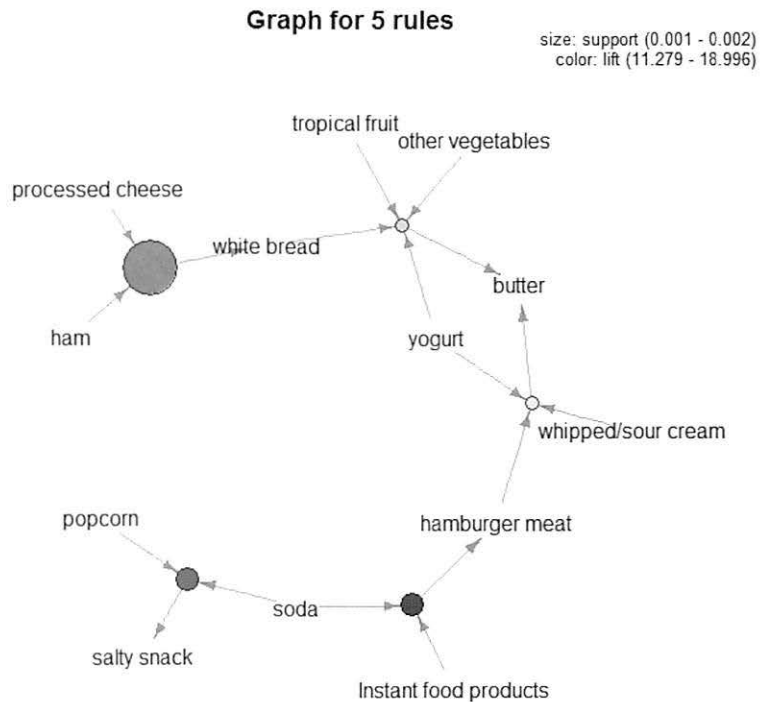 Graph for 5 rules
size: support (0.001 - 0.002)
color: lift (11.279 - 18.996)
tropical fruit
other vegetables
processed cheese
white bread
butter
ham
yogurt
whipped/sour cream
popcorn
hamburger meat
soda
salty snack
Instant food products